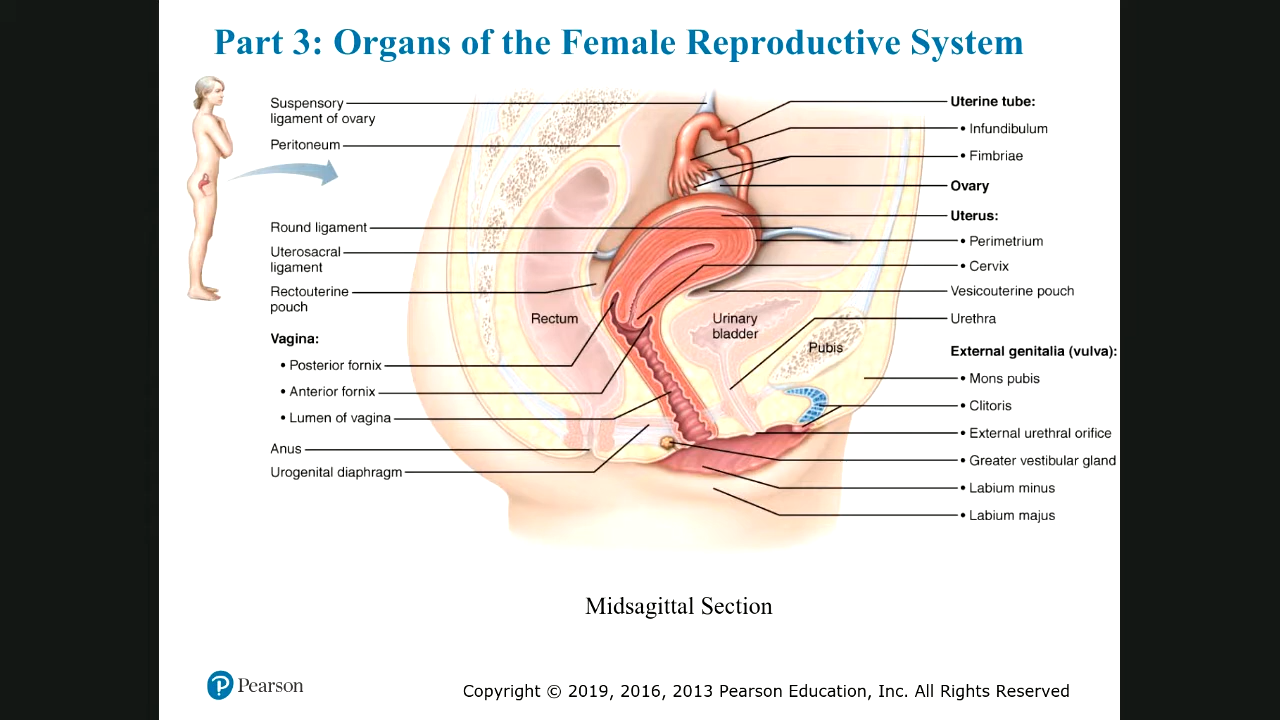 Part 3: Organs of the Female Reproductive System
Suspensory
ligament of ovary
Peritoneum
Round ligament
Uterosacral
ligament
Rectouterine
pouch
Vagina:
• Posterior fornix
• Anterior fornix
• Lumen of vagina
Anus
Urogenital diaphragm
Rectum
Urinary
bladder
Pubis
Uterine tube:
• Infundibulum
• Fimbriae
Ovary
Uterus:
• Perimetrium
• Cervix
Vesicouterine pouch
Urethra
External genitalia (vulva):
• Mons pubis
• Clitoris
• External urethral orifice
• Greater vestibular gland
• Labium minus
• Labium majus
Midsagittal Section
Pearson
Copyright © 2019, 2016, 2013 Pearson Education, Inc. All Rights Reserved